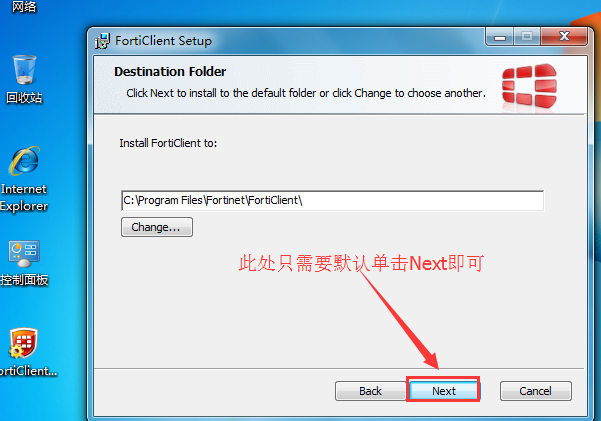 网络
回收站
Internet
Explorer
控制面板
ortiClient...
FortiClient Setup
Destination Folder
Click Next to install to the default folder or click Change to choose another.
Install FortiClient to:
C:\Program Files\Fortinet\FortiClient\
Change...
此处只需要默认单击Next即可
Back
Next
Cancel